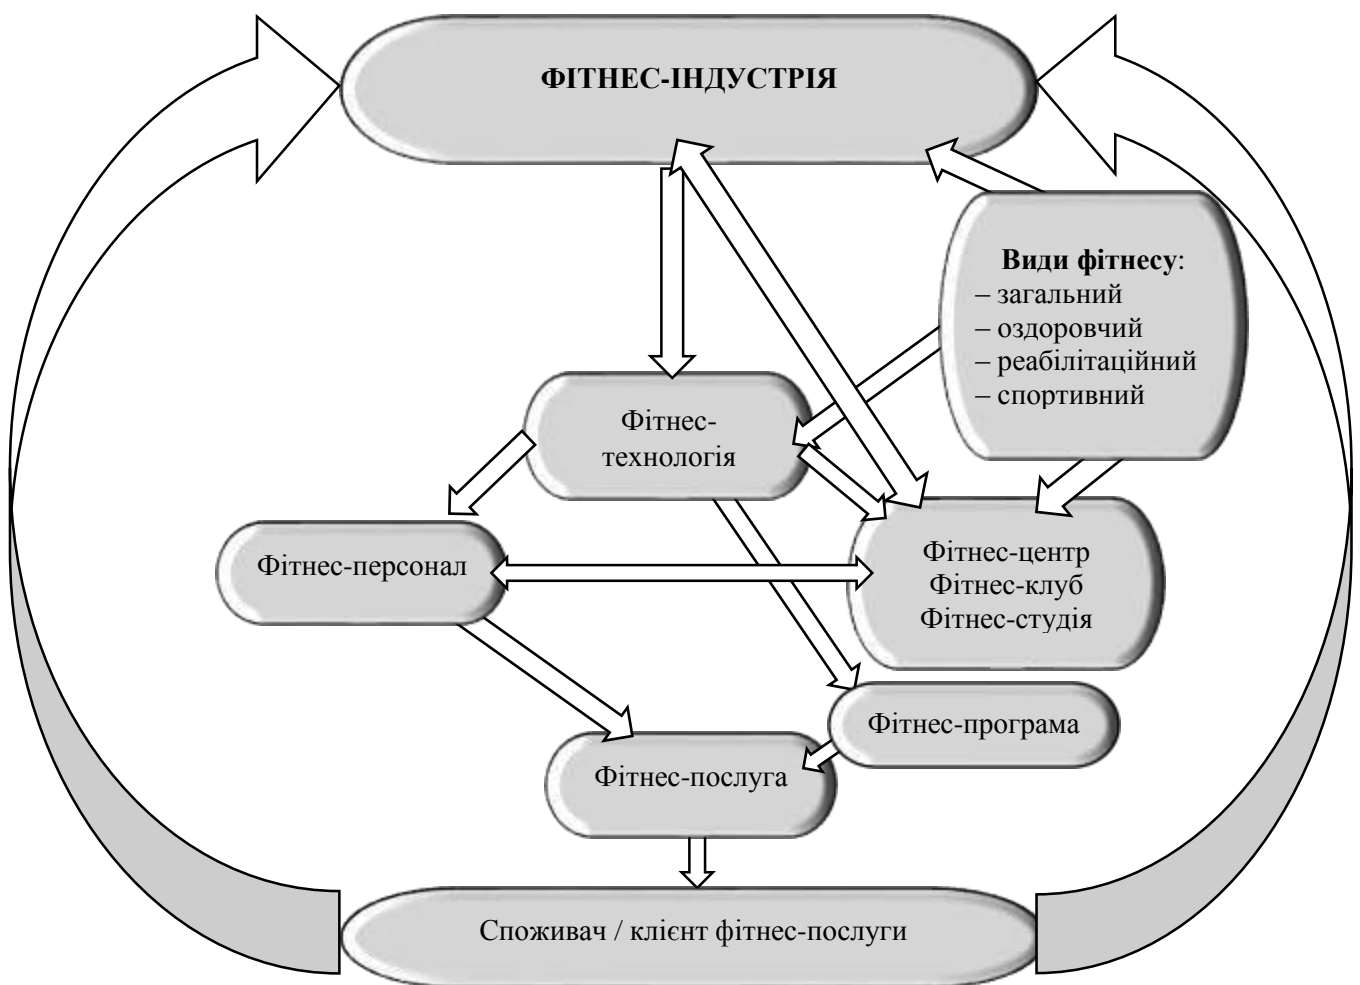 ФІТНЕС-ІНДУСТРІЯ
Види фітнесу:
– загальний
– оздоровчий
– реабілітаційний
– спортивний
Фітнес-
технологія
Фітнес-персонал
Фітнес-центр
Фітнес-клуб
Фітнес-студія
Фітнес-програма
Фітнес-послуга
Споживач / клієнт фітнес-послуги